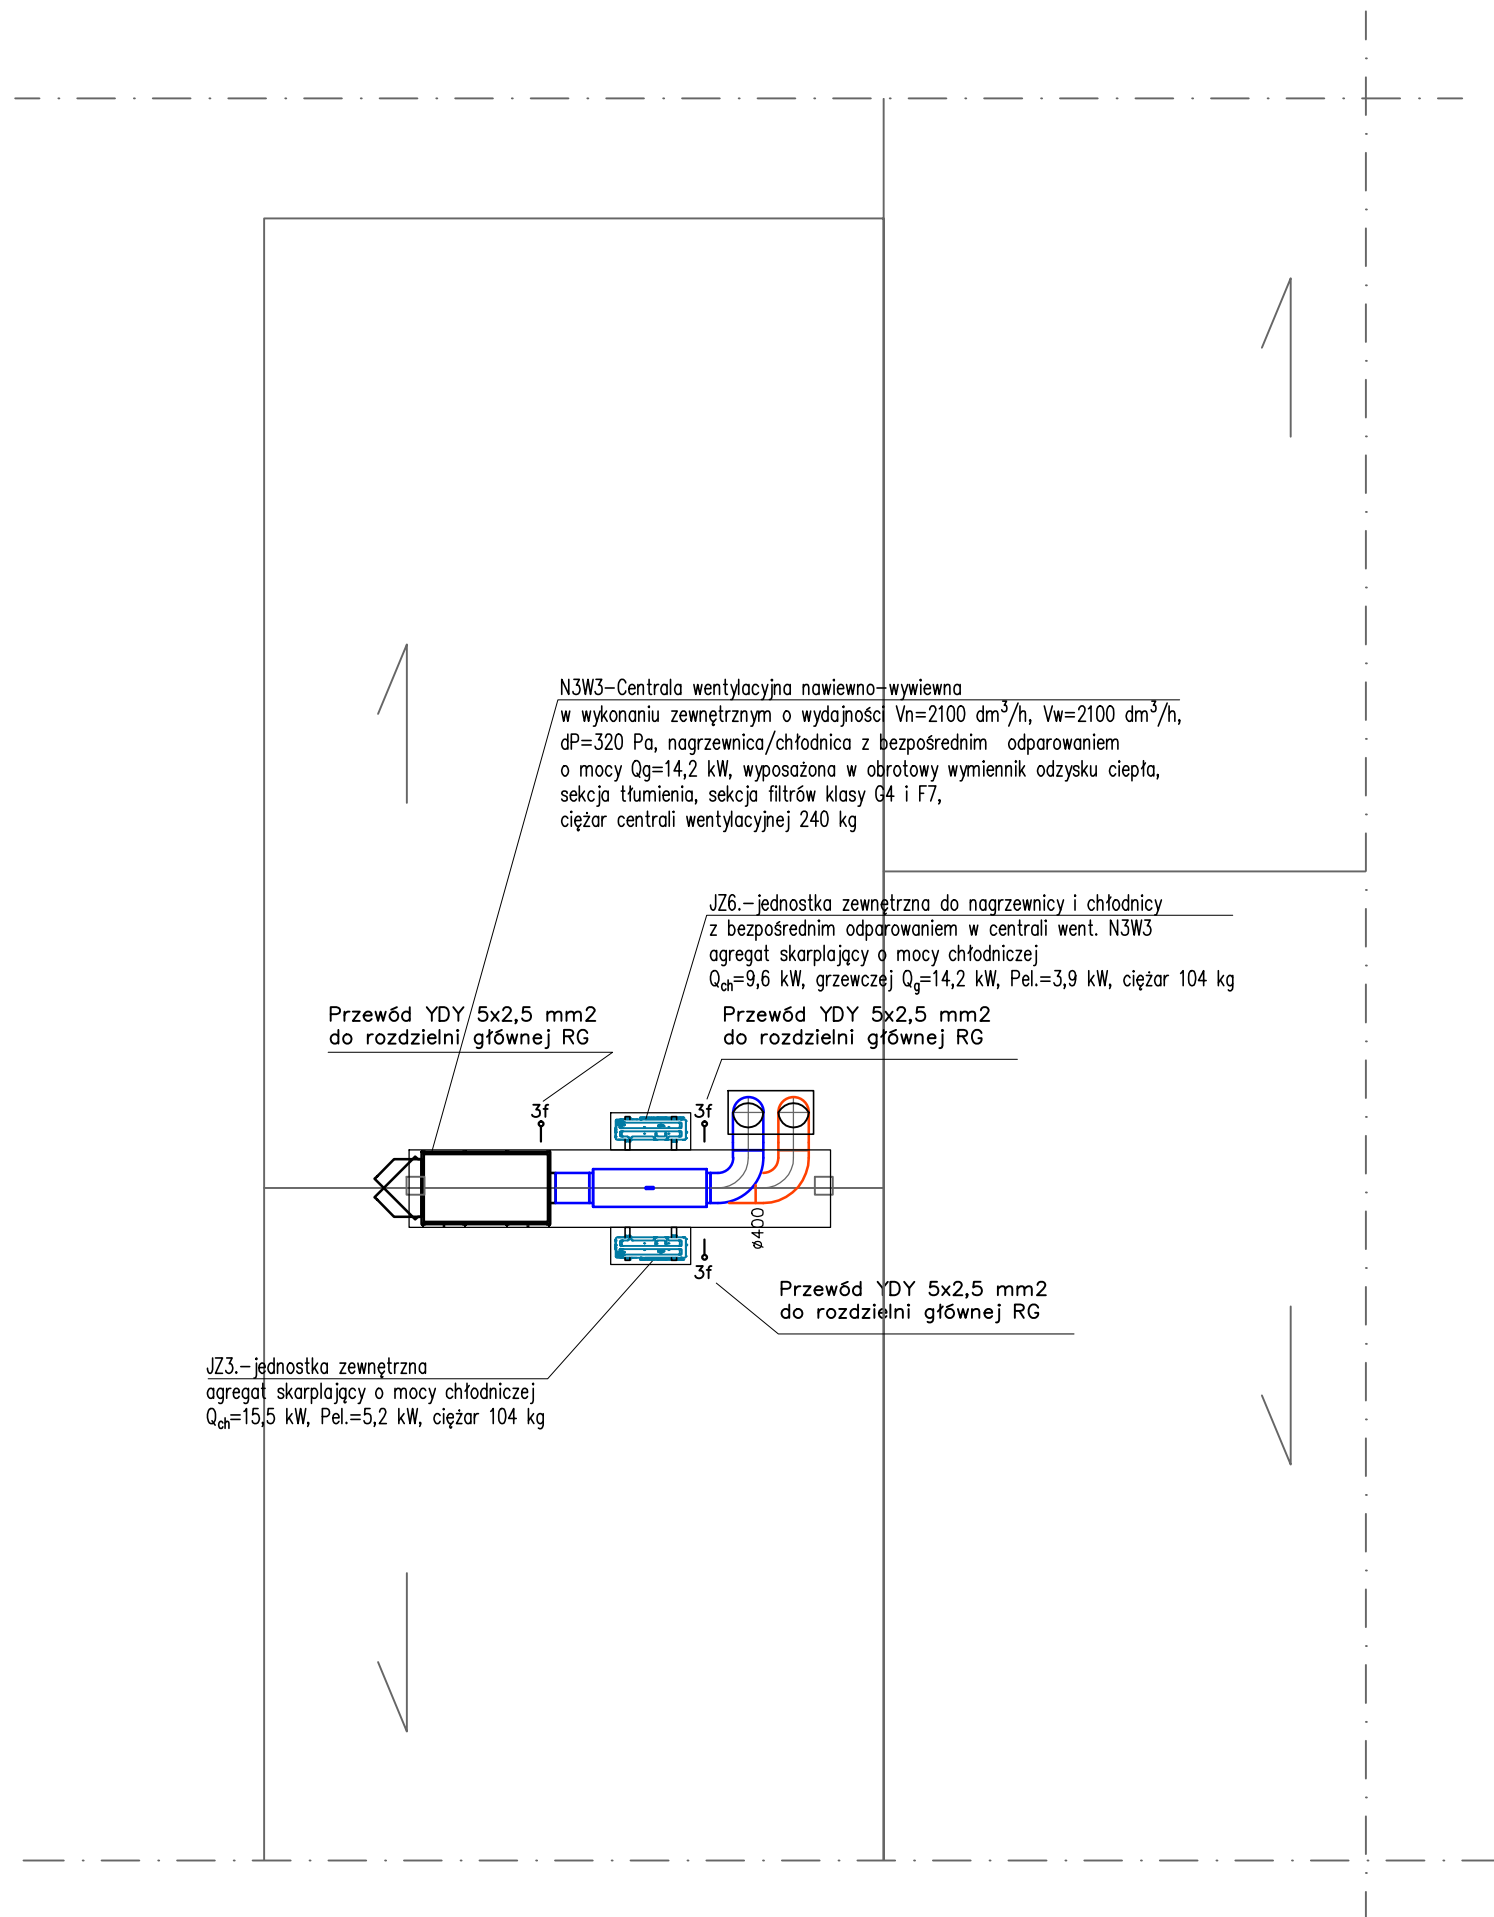 N3W3-Centrala wentylacyjna nawiewno-wywiewna
w wykonaniu zewnętrznym o wydajności Vn=2100 dm³/h, Vw=2100 dm³/h,
dP=320 Pa, nagrzewnica/chłodnica z bezpośrednim odparowaniem
o mocy Qg=14,2 kW, wyposażona w obrotowy wymiennik odzysku ciepła,
sekcja tłumienia, sekcja filtrów klasy G4 i F7,
ciężar centrali wentylacyjnej 240 kg
JZ6.-jednostka zewnętrzna do nagrzewnicy i chłodnicy
z bezpośrednim odparowaniem w centrali went. N3W3
agregat skarplający o mocy chłodniczej
Qch=9,6 kW, grzewczej Qg=14,2 kW, Pel.=3,9 kW, ciężar 104 kg
Przewód YDY 5x2,5 mm2
do rozdzielni głównej RG
Przewód YDY 5x2,5 mm2
do rozdzielni głównej RG
3f
3f
ø400
3f
Przewód YDY 5x2,5 mm2
do rozdzielni głównej RG
JZ3.-jednostka zewnętrzna
agregat skarplający o mocy chłodniczej
Qch=15,5 kW, Pel.=5,2 kW, ciężar 104 kg